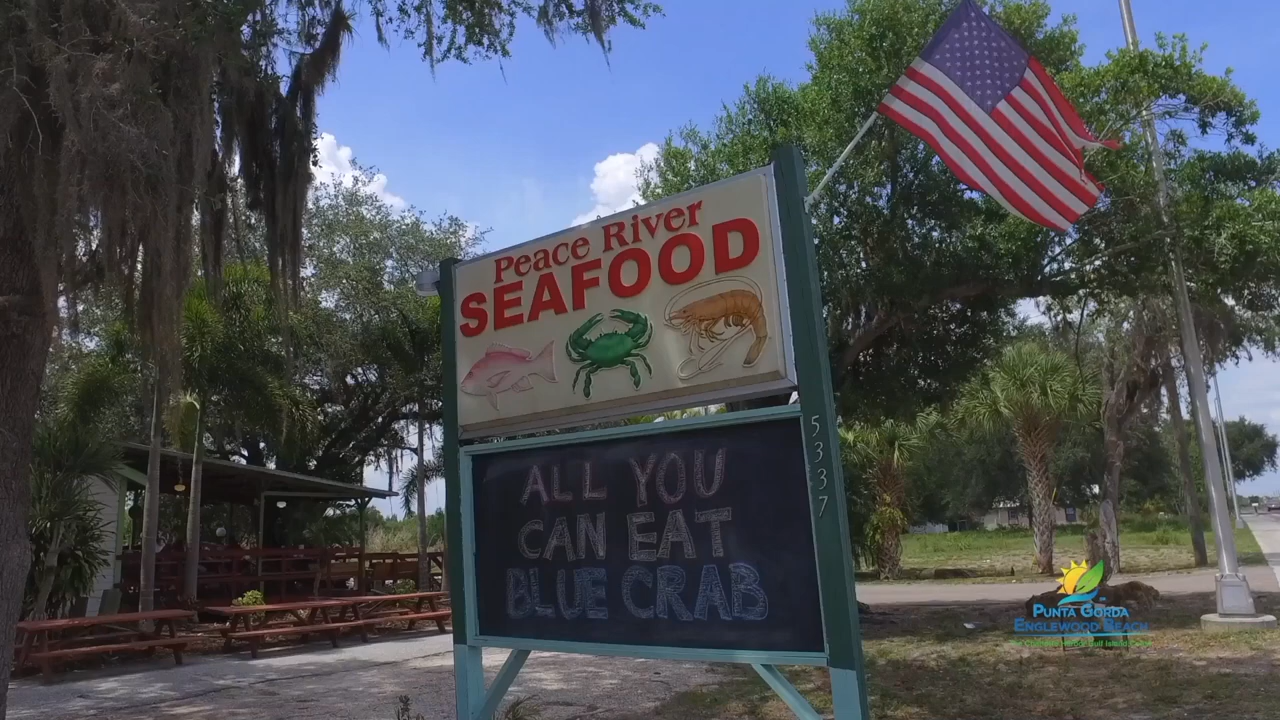 Peace River
SEAFOOD
5337
ALL YOU
CAN EAT
BLUE CRAB
PUNTA GORDA
ENGLEWOOD BEACH